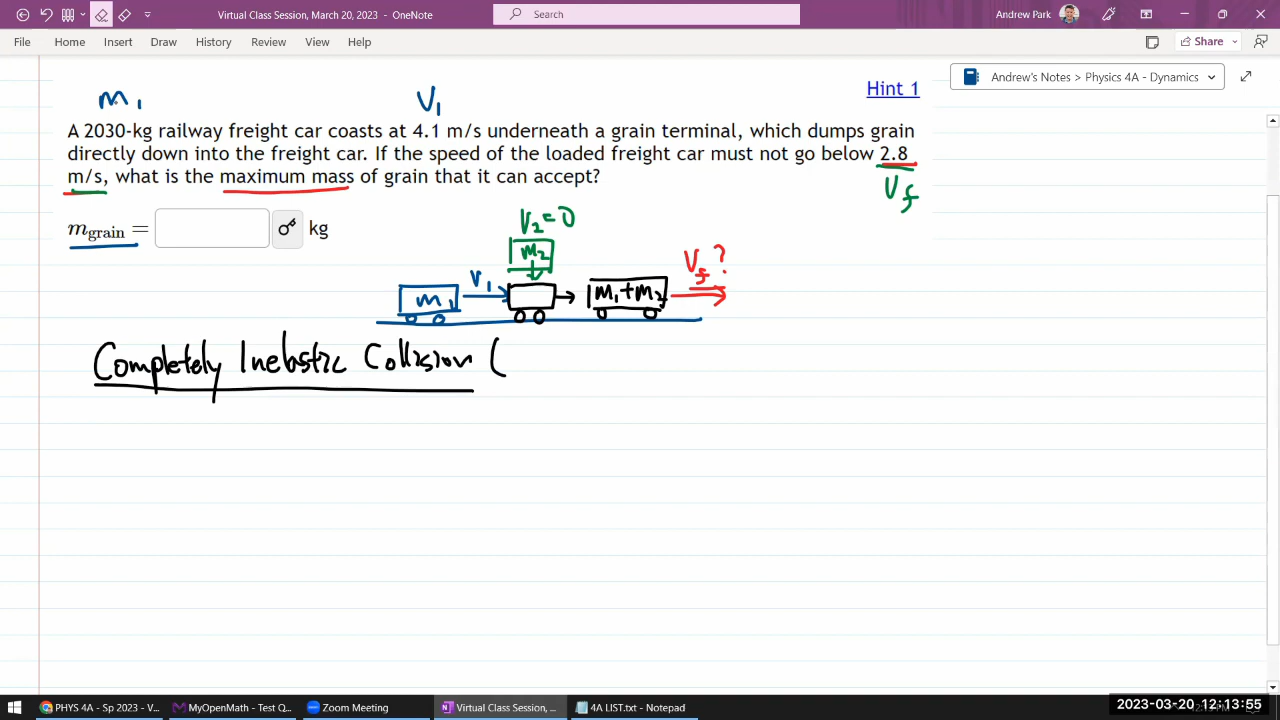 Virtual Class Session, March 20, 2023 - OneNote
Search
Andrew Park
File Home Insert Draw History Review View Help
Share
Andrew's Notes > Physics 4A - Dynamics
Hint 1
m1 v1
A 2030-kg railway freight car coasts at 4.1 m/s underneath a grain terminal, which dumps grain
directly down into the freight car. If the speed of the loaded freight car must not go below 2.8
m/s, what is the maximum mass of grain that it can accept?
vf
mgrain = kg
v2=0
m2
vf?
v1
m1 m1+m2
Completely Inelastic Collision (
PHYS 4A - Sp 2023 - V... MyOpenMath - Test Q... Zoom Meeting Virtual Class Session,... 4A LIST.txt - Notepad
2023-03-20 12:13:55